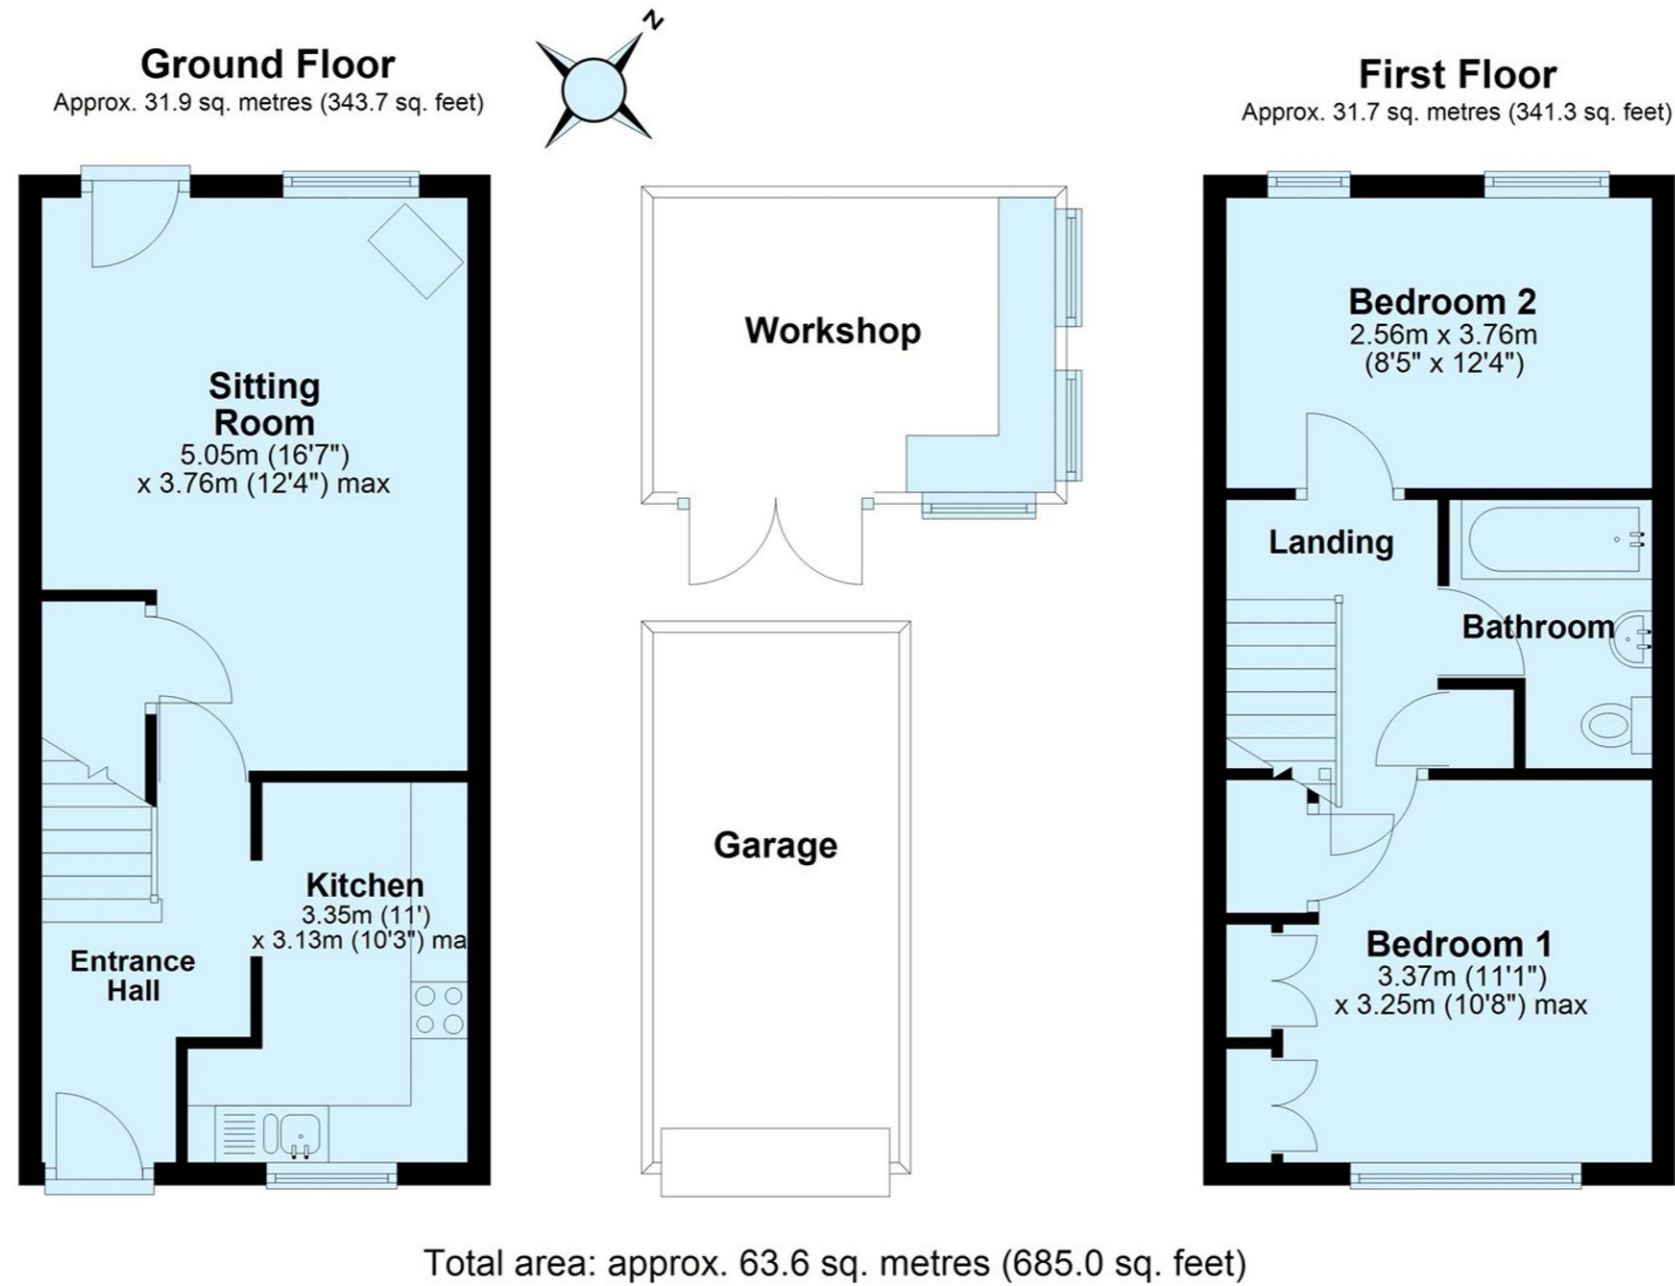 N
Ground Floor
Approx. 31.9 sq. metres (343.7 sq. feet)
Sitting
Room
5.05m (16'7")
x 3.76m (12'4") max
Kitchen
3.35m (11')
x 3.13m (10'3") ma
Entrance
Hall
Workshop
Garage
First Floor
Approx. 31.7 sq. metres (341.3 sq. feet)
Bedroom 2
2.56m x 3.76m
(8'5" x 12'4")
Landing
Bathroom
Bedroom 1
3.37m (11'1")
x 3.25m (10'8") max
Total area: approx. 63.6 sq. metres (685.0 sq. feet)